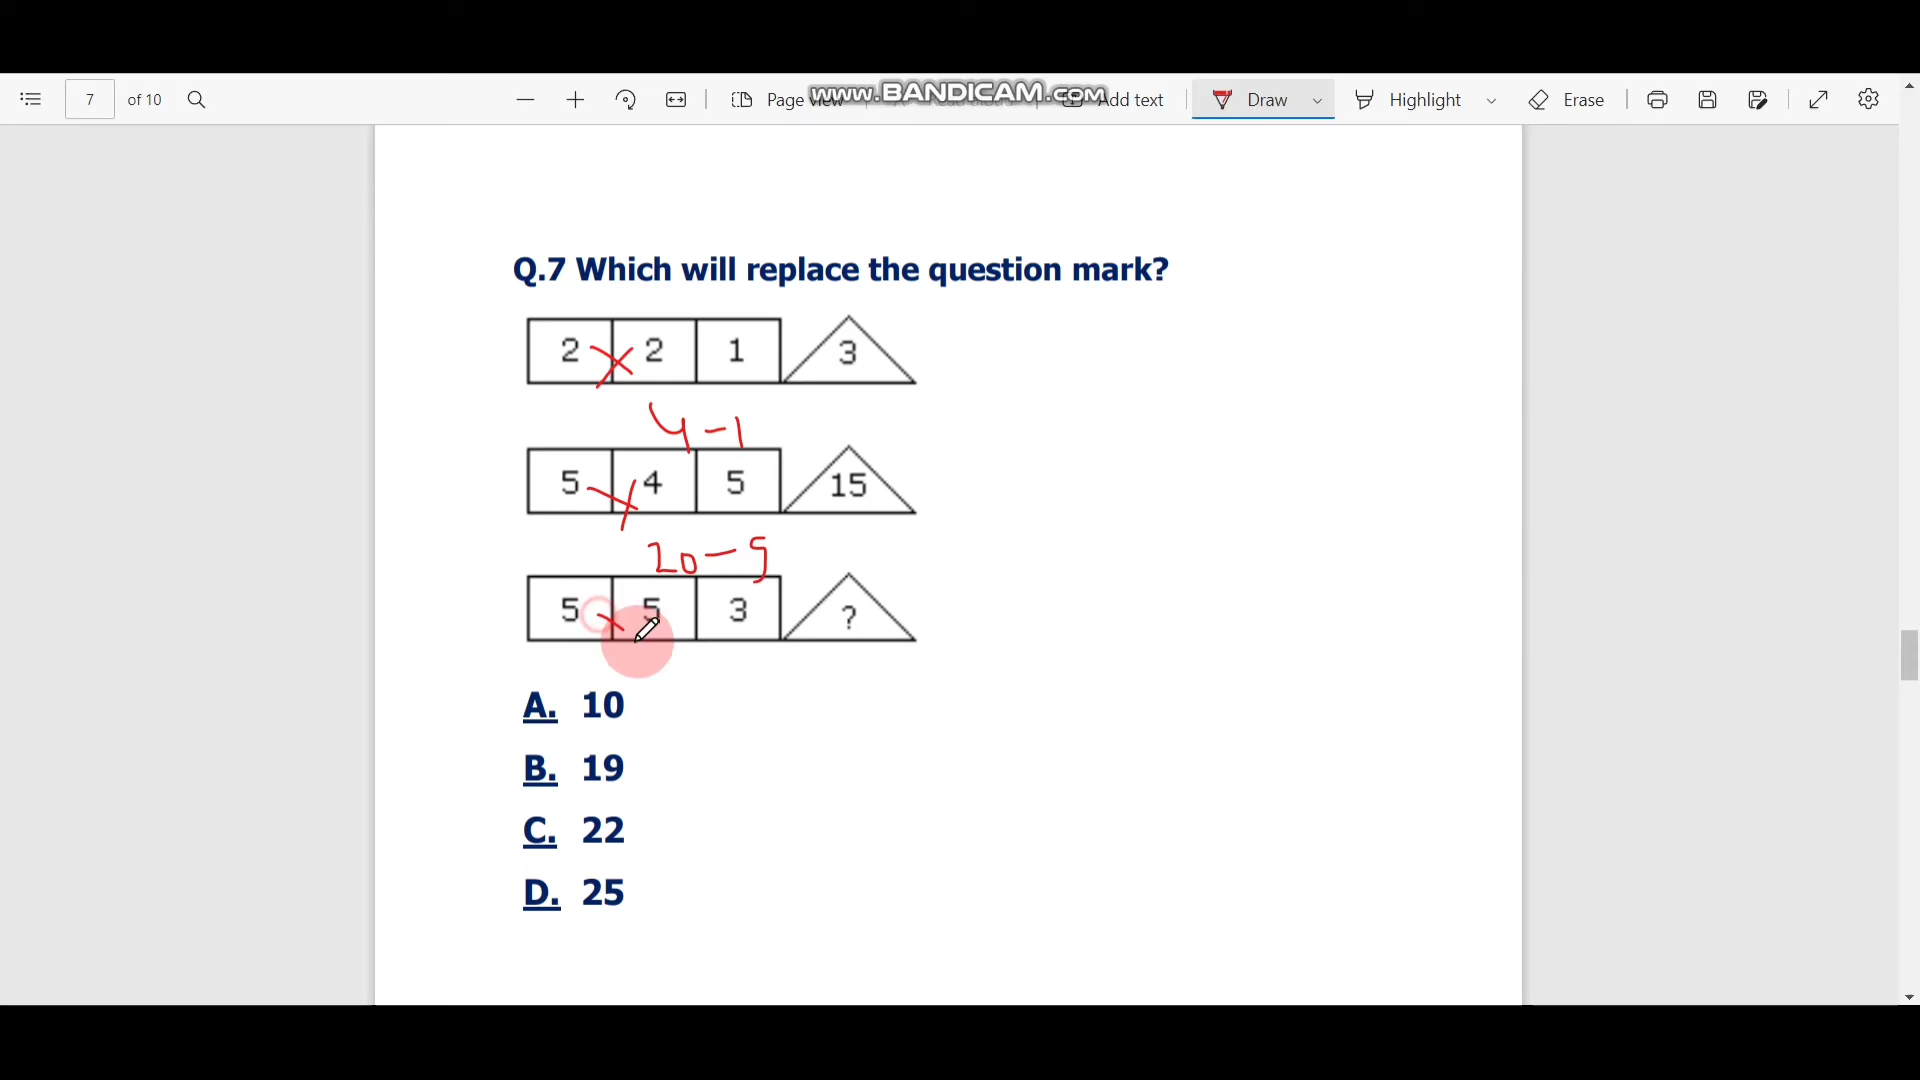 7 of 10 Page view Add text Draw Highlight Erase
www.BANDICAM.com
Q.7 Which will replace the question mark?
2 × 2 1 3
4 - 1
5 × 4 5 15
20 - 5
5 5 3 ?
A. 10
B. 19
C. 22
D. 25